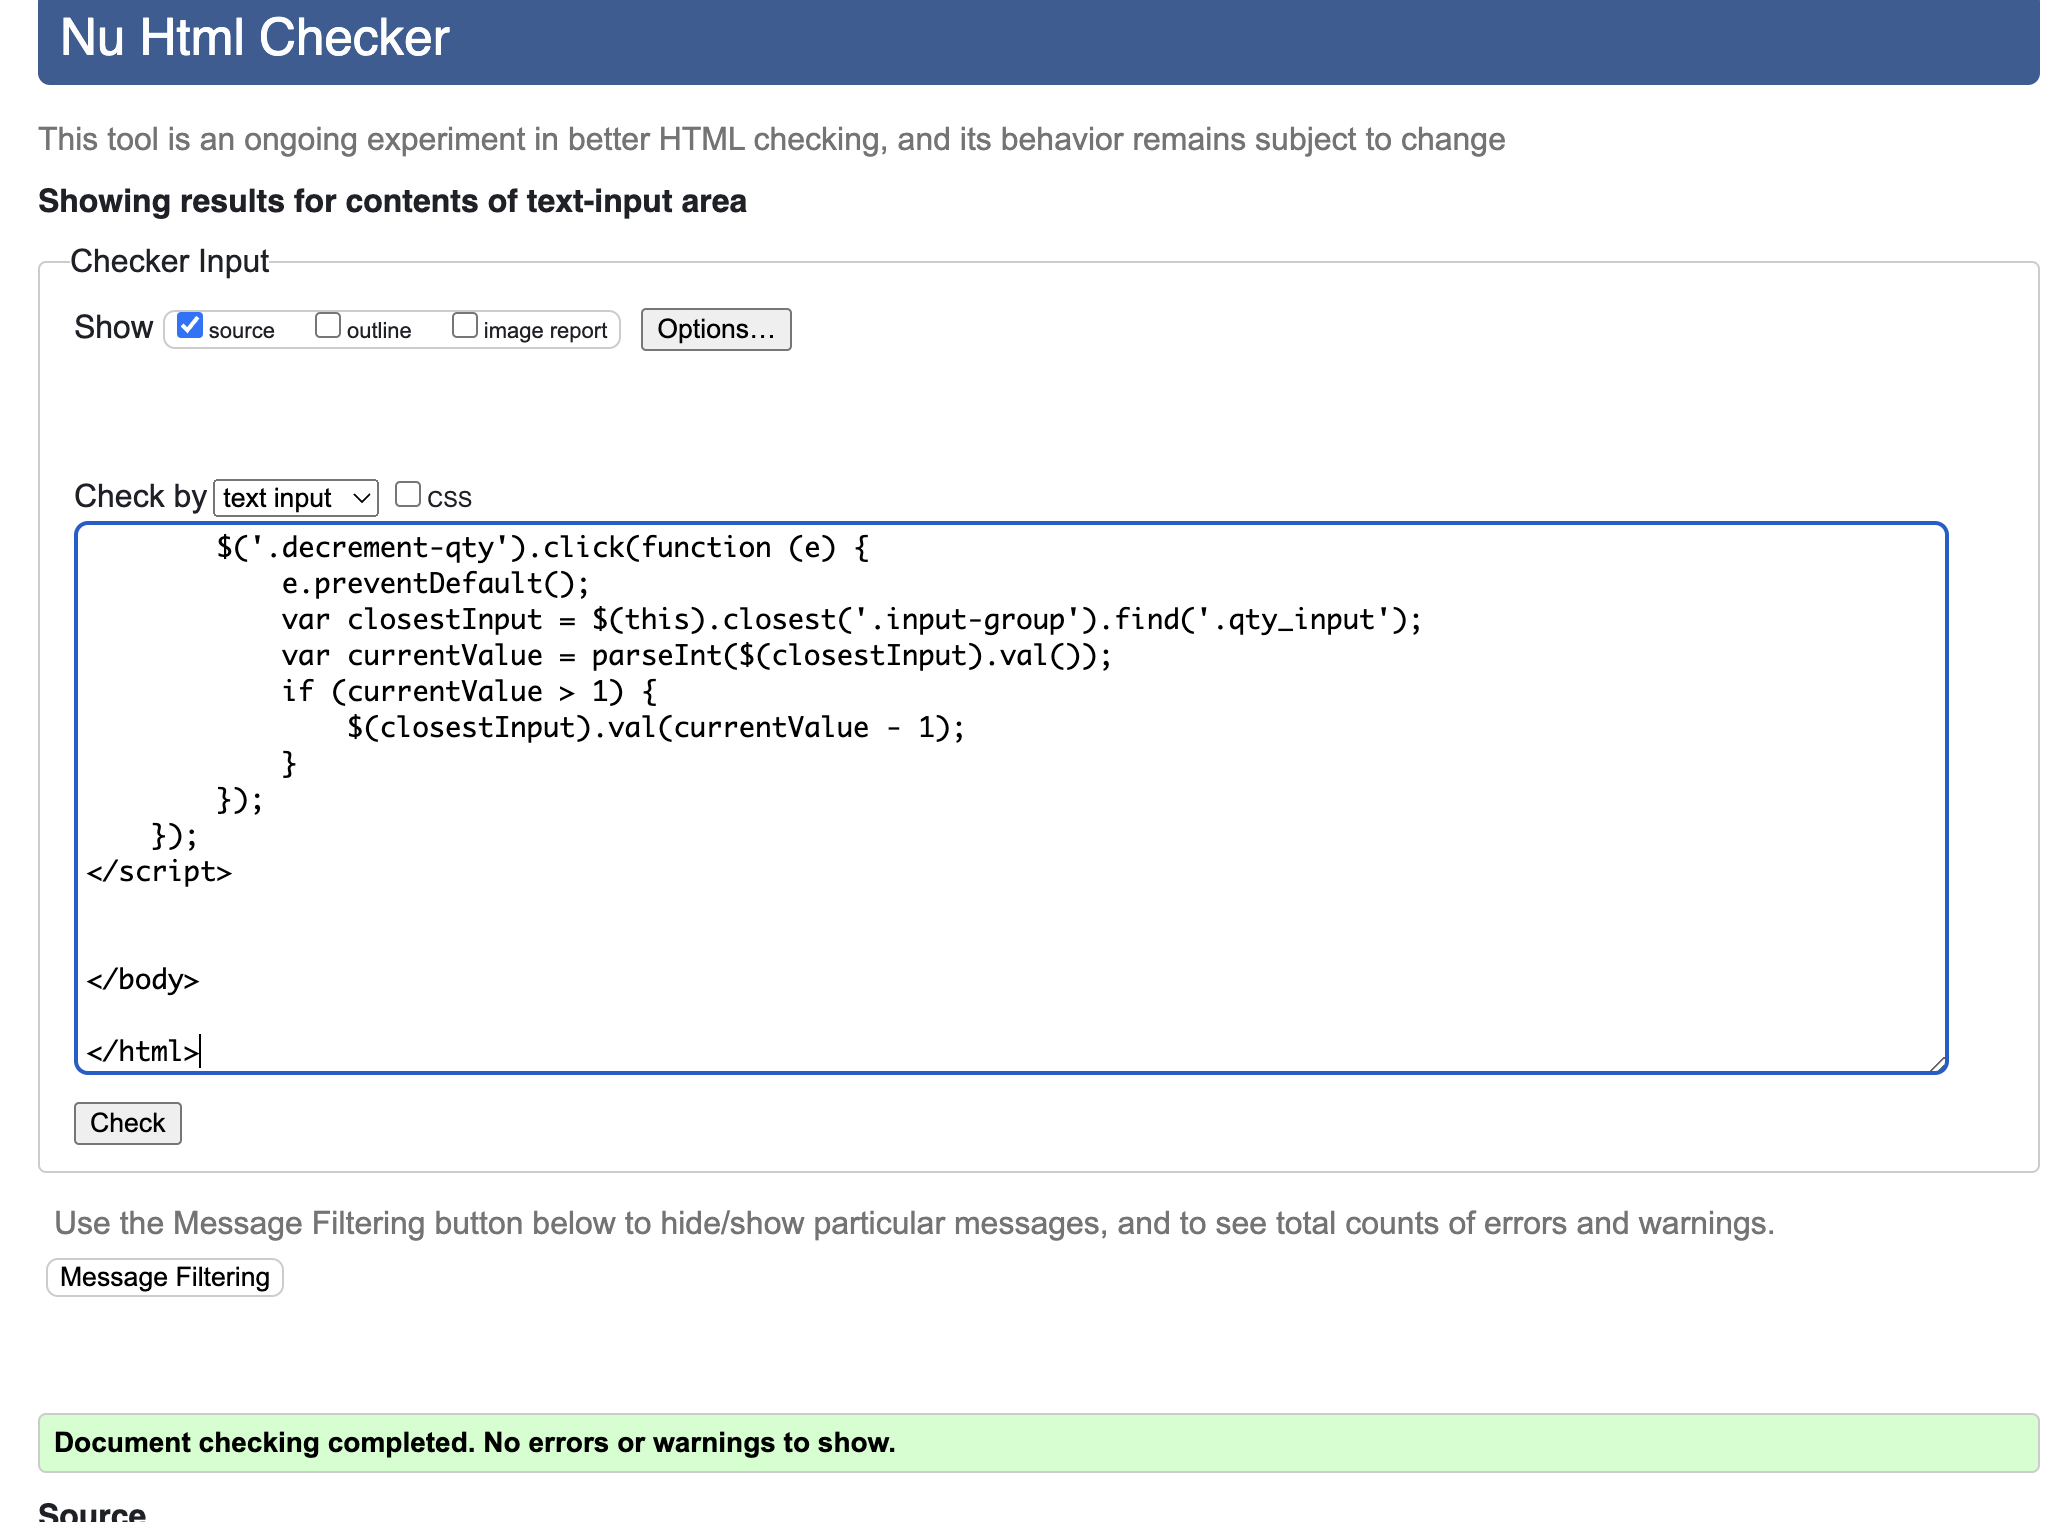 Nu Html Checker
This tool is an ongoing experiment in better HTML checking, and its behavior remains subject to change
Showing results for contents of text-input area
Checker Input
Show source outline image report Options...
Check by text input CSS
        $('.decrement-qty').click(function (e) {
            e.preventDefault();
            var closestInput = $(this).closest('.input-group').find('.qty_input');
            var currentValue = parseInt($(closestInput).val());
            if (currentValue > 1) {
                $(closestInput).val(currentValue - 1);
            }
        });
    });
</script>
</body>
</html>
Check
Use the Message Filtering button below to hide/show particular messages, and to see total counts of errors and warnings.
Message Filtering
Document checking completed. No errors or warnings to show.
Source